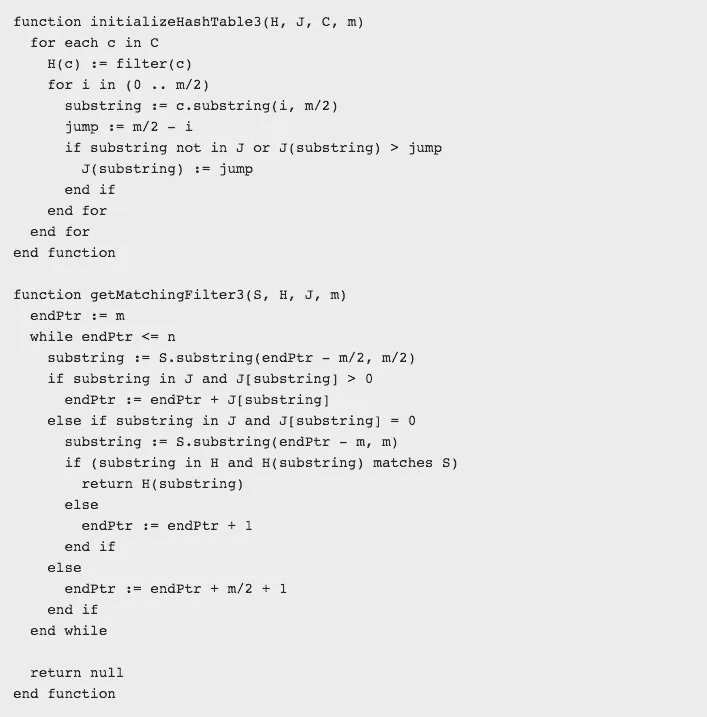 function initializeHashTable3(H, J, C, m)
  for each c in C
    H(c) := filter(c)
    for i in (0 .. m/2)
      substring := c.substring(i, m/2)
      jump := m/2 - i
      if substring not in J or J(substring) > jump
        J(substring) := jump
      end if
    end for
  end for
end function

function getMatchingFilter3(S, H, J, m)
  endPtr := m
  while endPtr <= n
    substring := S.substring(endPtr - m/2, m/2)
    if substring in J and J[substring] > 0
      endPtr := endPtr + J[substring]
    else if substring in J and J[substring] = 0
      substring := S.substring(endPtr - m, m)
      if (substring in H and H(substring) matches S)
        return H(substring)
      else
        endPtr := endPtr + 1
      end if
    else
      endPtr := endPtr + m/2 + 1
    end if
  end while

  return null
end function